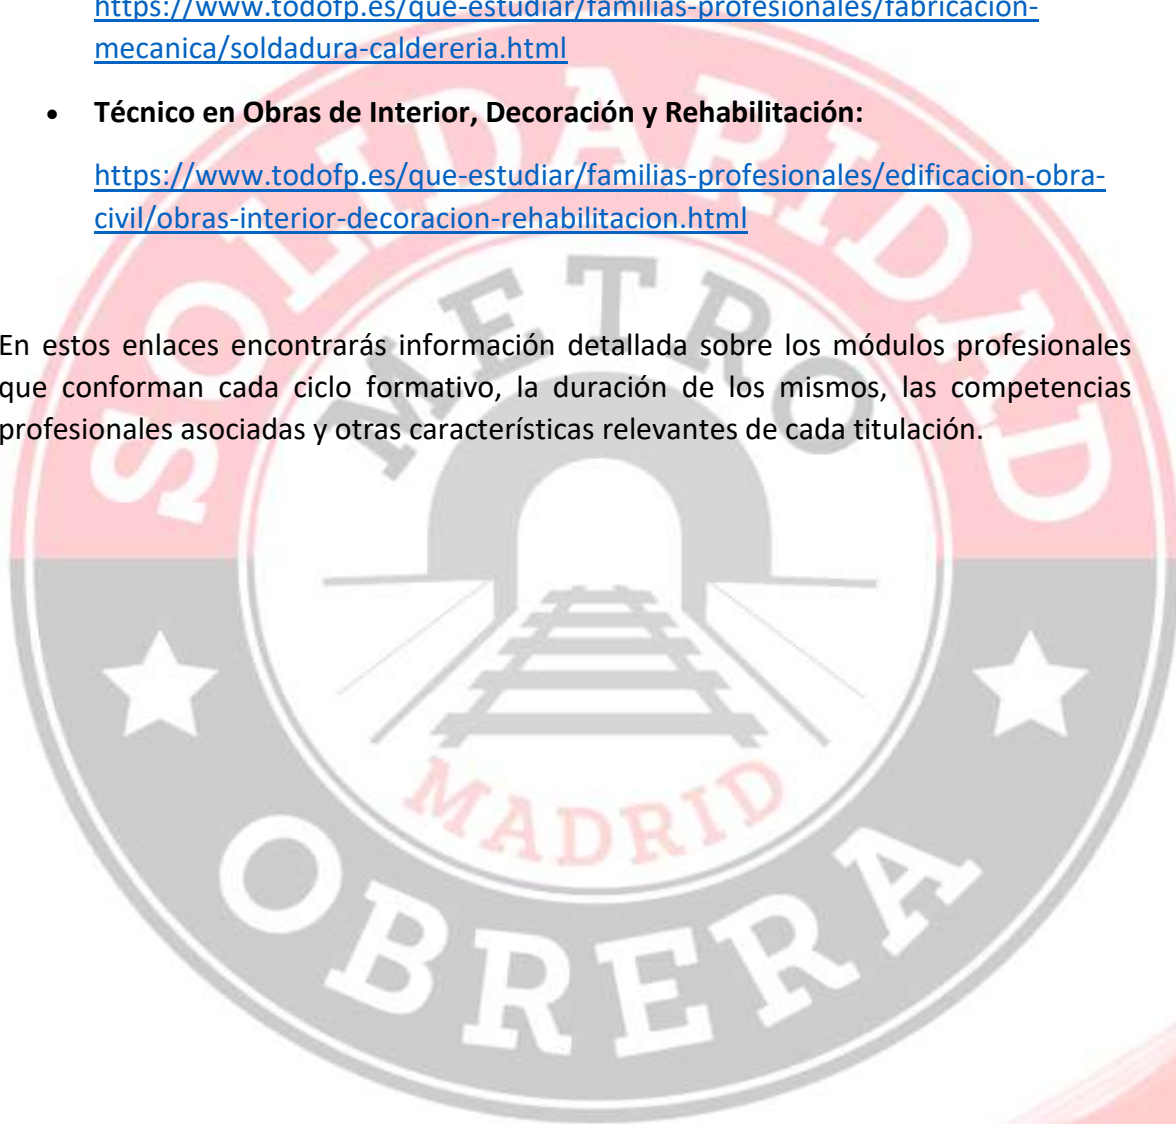 https://www.todofp.es/que-estudiar/familias-profesionales/fabricacion-
mecanica/soldadura-caldereria.html
• Técnico en Obras de Interior, Decoración y Rehabilitación:
https://www.todofp.es/que-estudiar/familias-profesionales/edificacion-obra-
civil/obras-interior-decoracion-rehabilitacion.html
En estos enlaces encontrarás información detallada sobre los módulos profesionales
que conforman cada ciclo formativo, la duración de los mismos, las competencias
profesionales asociadas y otras características relevantes de cada titulación.
SOLIDARIDAD
METRO
MADRID
OBRERA